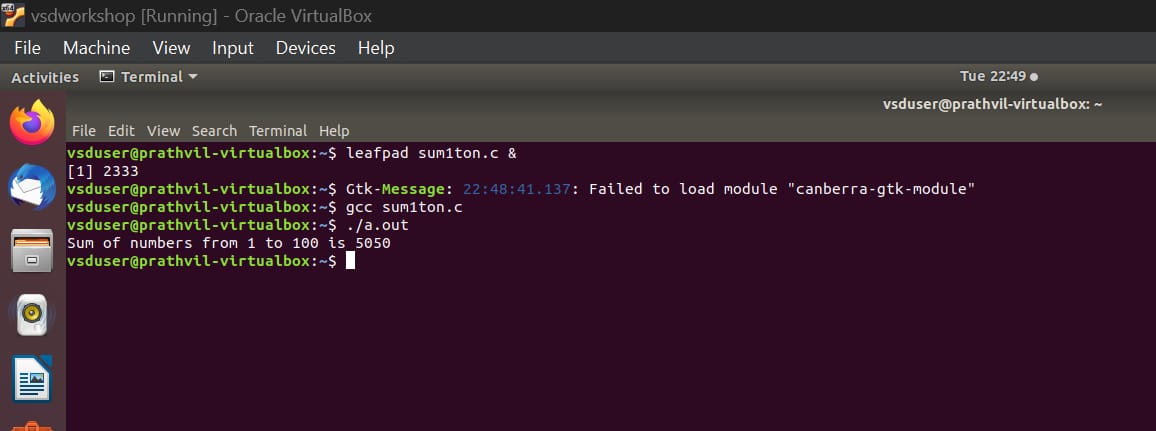 x64
vsdworkshop [Running] - Oracle VirtualBox
File Machine View Input Devices Help
Activities Terminal Tue 22:49
vsduser@prathvil-virtualbox: ~
File Edit View Search Terminal Help
vsduser@prathvil-virtualbox:~$ leafpad sum1ton.c &
[1] 2333
vsduser@prathvil-virtualbox:~$ Gtk-Message: 22:48:41.137: Failed to load module "canberra-gtk-module"
vsduser@prathvil-virtualbox:~$ gcc sum1ton.c
vsduser@prathvil-virtualbox:~$ ./a.out
Sum of numbers from 1 to 100 is 5050
vsduser@prathvil-virtualbox:~$